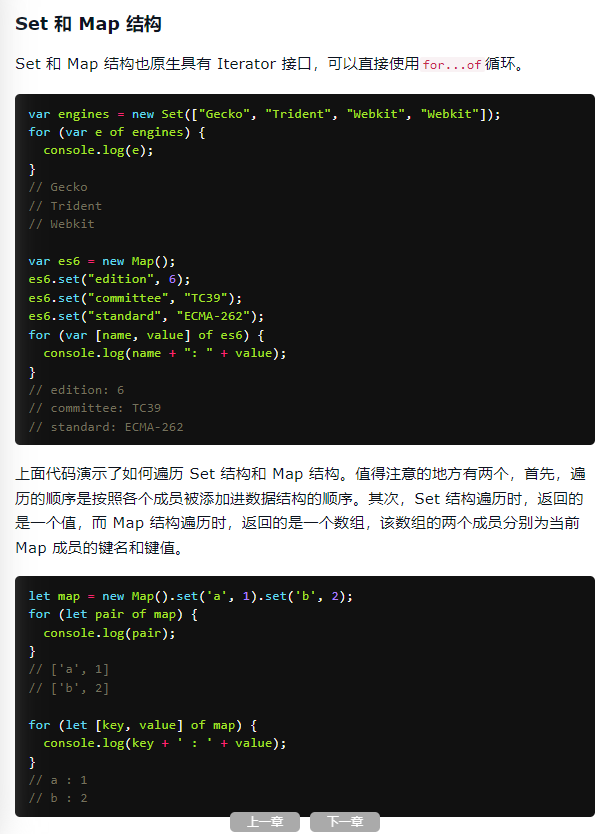 Set 和 Map 结构
Set 和 Map 结构也原生具有 Iterator 接口，可以直接使用for...of循环。
var engines = new Set(["Gecko", "Trident", "Webkit", "Webkit"]);
for (var e of engines) {
  console.log(e);
}
// Gecko
// Trident
// Webkit
var es6 = new Map();
es6.set("edition", 6);
es6.set("committee", "TC39");
es6.set("standard", "ECMA-262");
for (var [name, value] of es6) {
  console.log(name + ": " + value);
}
// edition: 6
// committee: TC39
// standard: ECMA-262
上面代码演示了如何遍历 Set 结构和 Map 结构。值得注意的地方有两个，首先，遍
历的顺序是按照各个成员被添加进数据结构的顺序。其次，Set 结构遍历时，返回的
是一个值，而 Map 结构遍历时，返回的是一个数组，该数组的两个成员分别为当前
Map 成员的键名和键值。
let map = new Map().set('a', 1).set('b', 2);
for (let pair of map) {
  console.log(pair);
}
// ['a', 1]
// ['b', 2]
for (let [key, value] of map) {
  console.log(key + ' : ' + value);
}
// a : 1
// b : 2
上一章 下一章